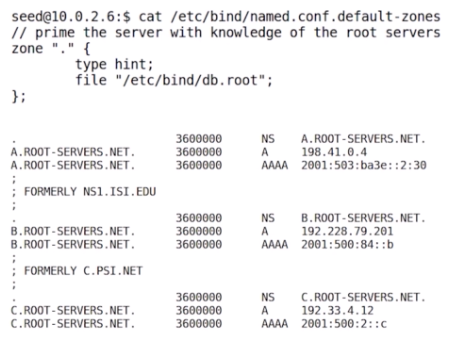 seed@10.0.2.6:$ cat /etc/bind/named.conf.default-zones
// prime the server with knowledge of the root servers
zone "." {
        type hint;
        file "/etc/bind/db.root";
};
.                        3600000      NS    A.ROOT-SERVERS.NET.
A.ROOT-SERVERS.NET.      3600000      A     198.41.0.4
A.ROOT-SERVERS.NET.      3600000      AAAA  2001:503:ba3e::2:30
;
; FORMERLY NS1.ISI.EDU
;
.                        3600000      NS    B.ROOT-SERVERS.NET.
B.ROOT-SERVERS.NET.      3600000      A     192.228.79.201
B.ROOT-SERVERS.NET.      3600000      AAAA  2001:500:84::b
;
; FORMERLY C.PSI.NET
;
.                        3600000      NS    C.ROOT-SERVERS.NET.
C.ROOT-SERVERS.NET.      3600000      A     192.33.4.12
C.ROOT-SERVERS.NET.      3600000      AAAA  2001:500:2::c